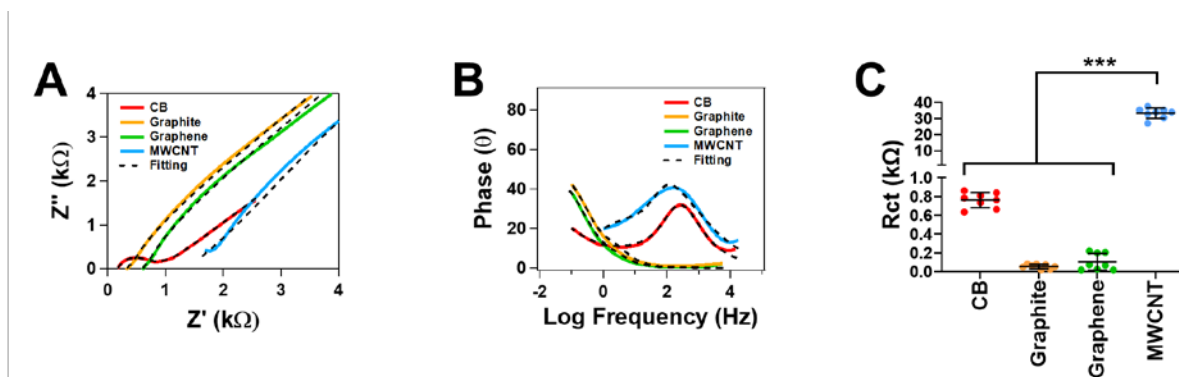 A
4
3
2
1
0
Z'' (kΩ)
CB
Graphite
Graphene
MWCNT
Fitting
0
1
2
3
4
Z' (kΩ)
B
80
60
40
20
0
Phase (θ)
CB
Graphite
Graphene
MWCNT
Fitting
-2
0
2
4
Log Frequency (Hz)
C
***
40
30
20
10
1.0
0.8
0.6
0.4
0.2
0.0
Rct (kΩ)
CB
Graphite
Graphene
MWCNT